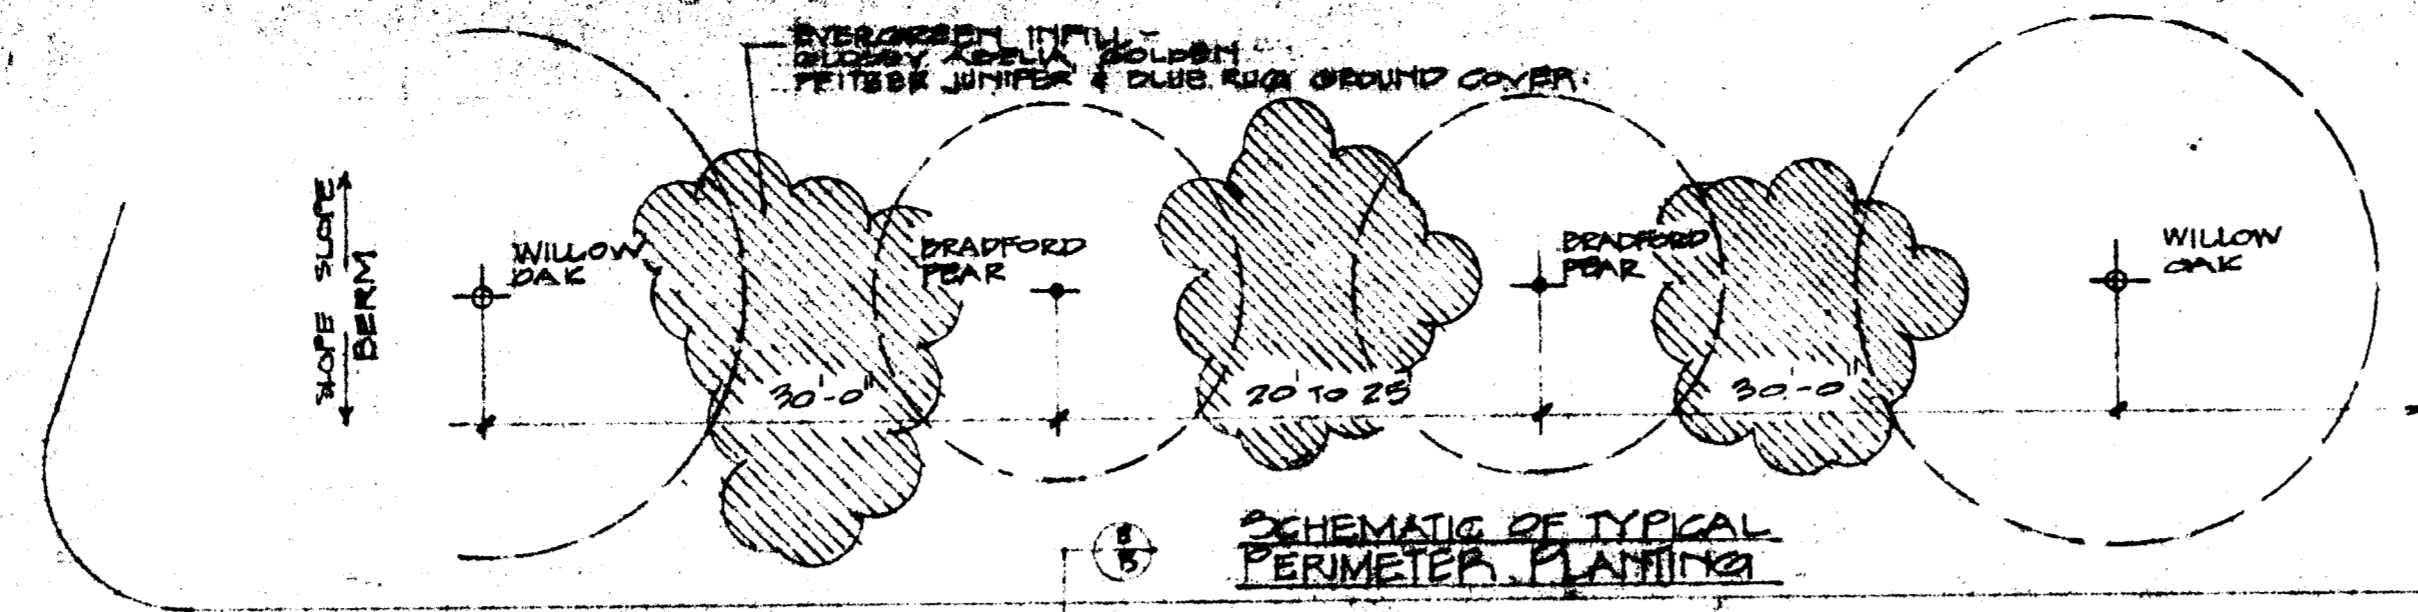 EVERGREEN INFILL -
GLOSSY ABELIA, GOLDEN
PFITZER JUNIPER & BLUE RUG GROUND COVER.
SLOPE SLOPE
BERM
WILLOW
OAK
BRADFORD
PEAR
BRADFORD
PEAR
WILLOW
OAK
30'-0"
20' TO 25'
30'-0"
B
SCHEMATIC OF TYPICAL
PERIMETER PLANTING